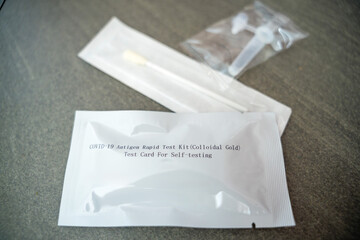 COVID-19 Antigen Rapid Test Kit(Colloidal Gold)
Test Card For Self-testing